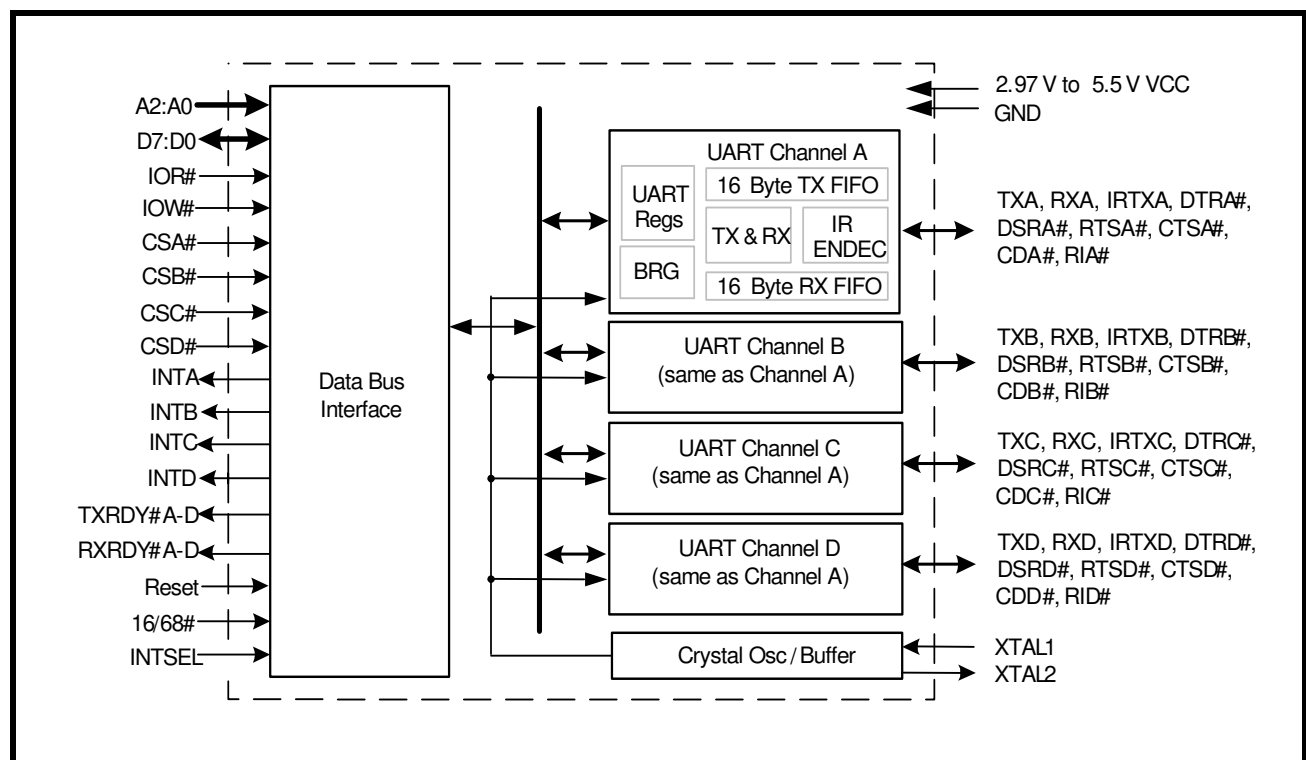 A2:A0
D7:D0
IOR#
IOW#
CSA#
CSB#
CSC#
CSD#
INTA
INTB
INTC
INTD
TXRDY# A-D
RXRDY# A-D
Reset
16/68#
INTSEL
Data Bus
Interface
UART Channel A
UART
Regs
BRG
16 Byte TX FIFO
TX & RX
IR
ENDEC
16 Byte RX FIFO
UART Channel B
(same as Channel A)
UART Channel C
(same as Channel A)
UART Channel D
(same as Channel A)
Crystal Osc / Buffer
2.97 V to 5.5 V VCC
GND
TXA, RXA, IRTXA, DTRA#,
DSRA#, RTSA#, CTSA#,
CDA#, RIA#
TXB, RXB, IRTXB, DTRB#,
DSRB#, RTSB#, CTSB#,
CDB#, RIB#
TXC, RXC, IRTXC, DTRC#,
DSRC#, RTSC#, CTSC#,
CDC#, RIC#
TXD, RXD, IRTXD, DTRD#,
DSRD#, RTSD#, CTSD#,
CDD#, RID#
XTAL1
XTAL2